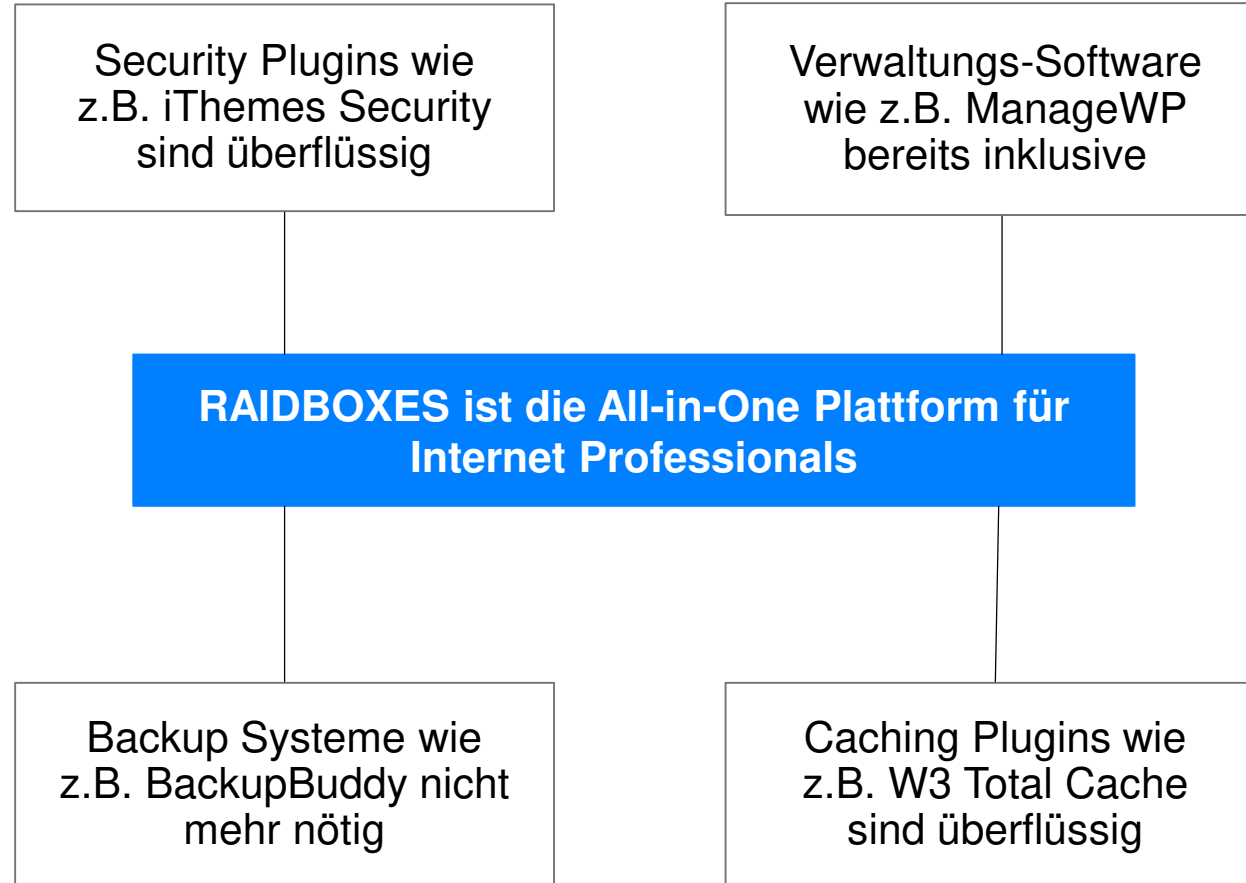 Security Plugins wie
z.B. iThemes Security
sind überflüssig
Verwaltungs-Software
wie z.B. ManageWP
bereits inklusive
RAIDBOXES ist die All-in-One Plattform für
Internet Professionals
Backup Systeme wie
z.B. BackupBuddy nicht
mehr nötig
Caching Plugins wie
z.B. W3 Total Cache
sind überflüssig